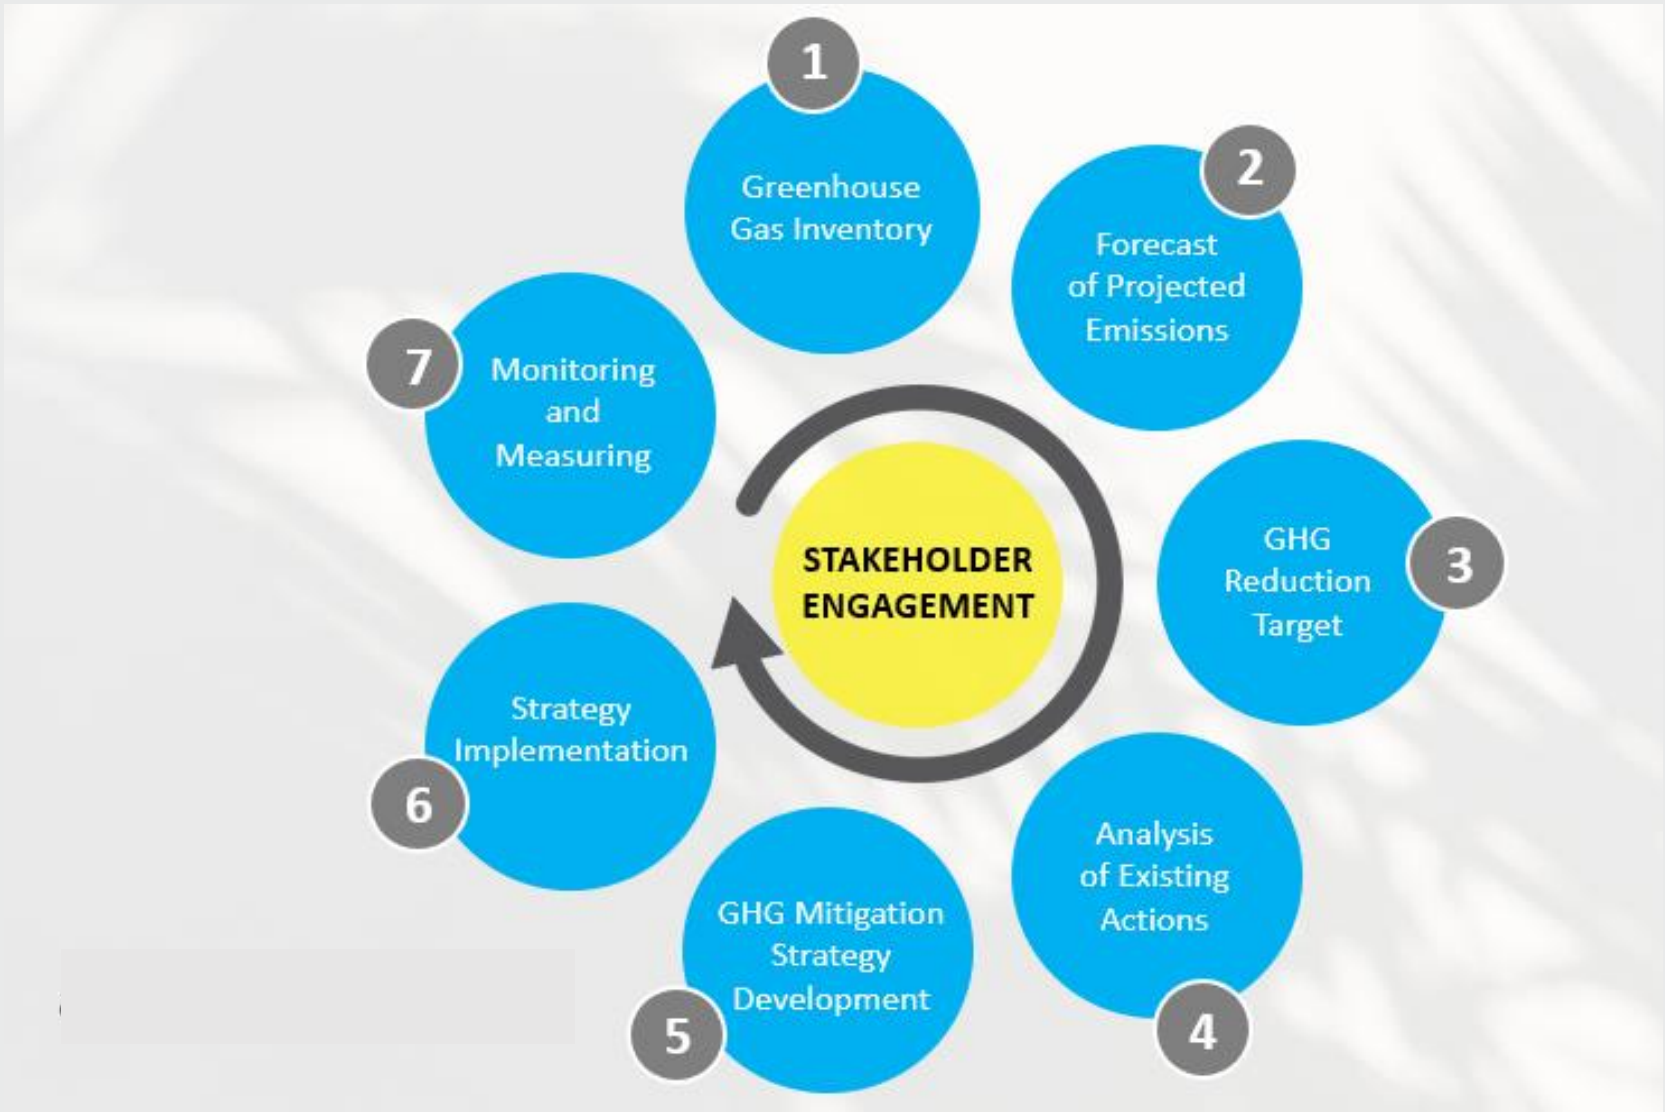 1
Greenhouse
Gas Inventory
2
Forecast
of Projected
Emissions
3
GHG
Reduction
Target
4
Analysis
of Existing
Actions
5
GHG Mitigation
Strategy
Development
6
Strategy
Implementation
7
Monitoring
and
Measuring
STAKEHOLDER
ENGAGEMENT